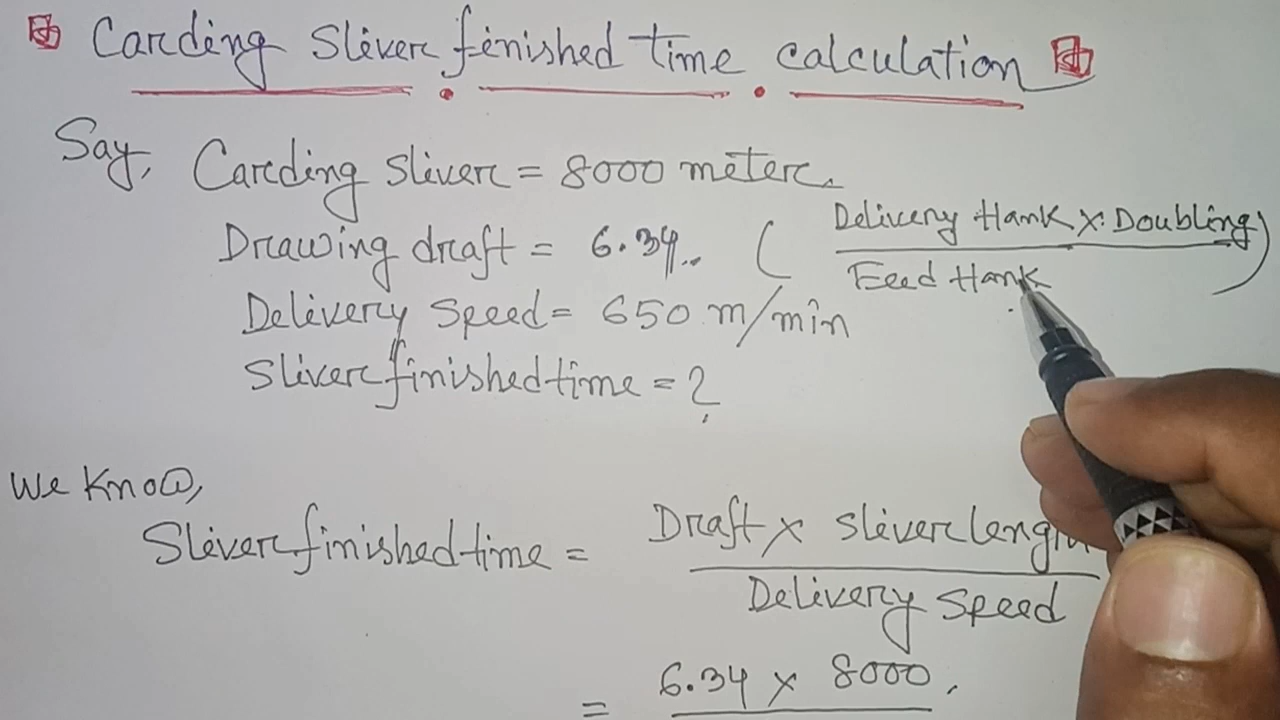 Carding Sliver finished time calculation
Say, Carding Sliver = 8000 meter.
Drawing draft = 6.34.. ( Delivery Hank X Doubling / Feed Hank )
Delivery Speed = 650 m/min
Sliver finished time = ?
We Know,
Sliver finished time = Draft X Sliver length / Delivery Speed
= 6.34 X 8000